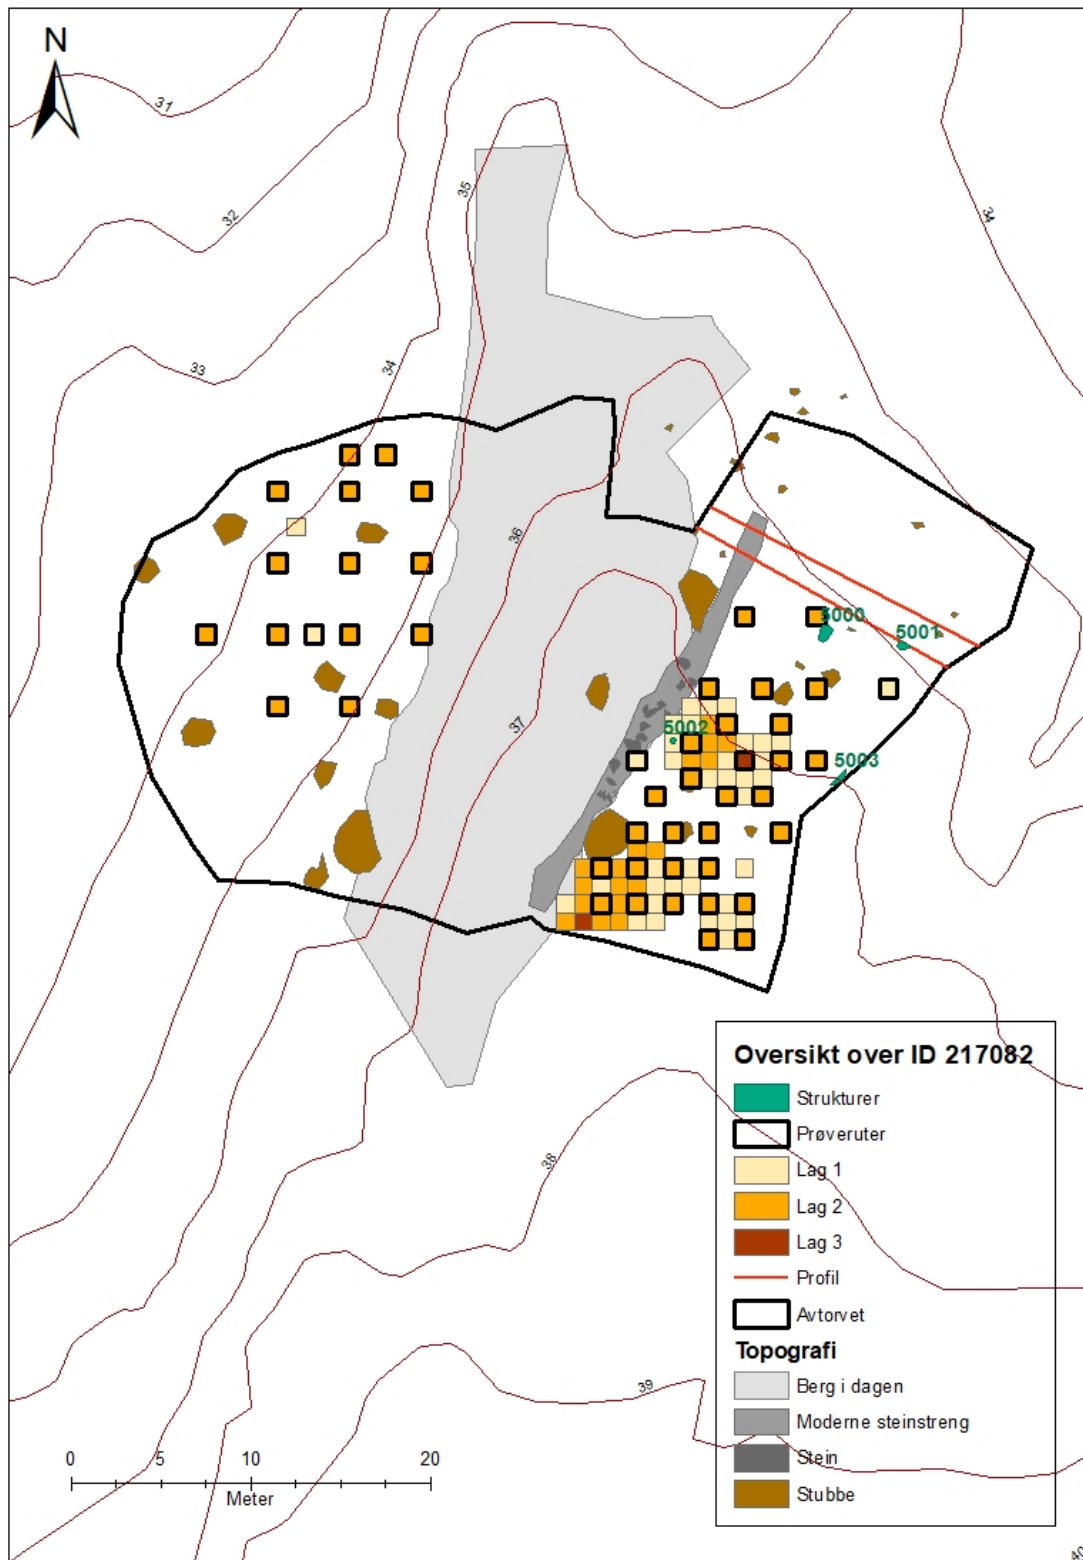 N
31
32
35
34
33
34
36
37
5000
5001
5002
5003
38
39
40
Oversikt over ID 217082
Strukturer
Prøveruter
Lag 1
Lag 2
Lag 3
Profil
Avtorvet
Topografi
Berg i dagen
Moderne steinstreng
Stein
Stubbe
0 5 10 20
Meter